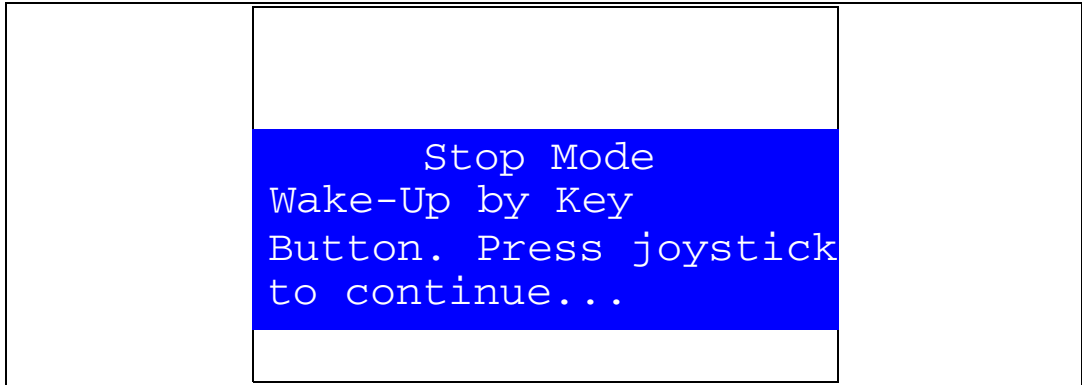 Stop Mode
Wake-Up by Key
Button. Press joystick
to continue...